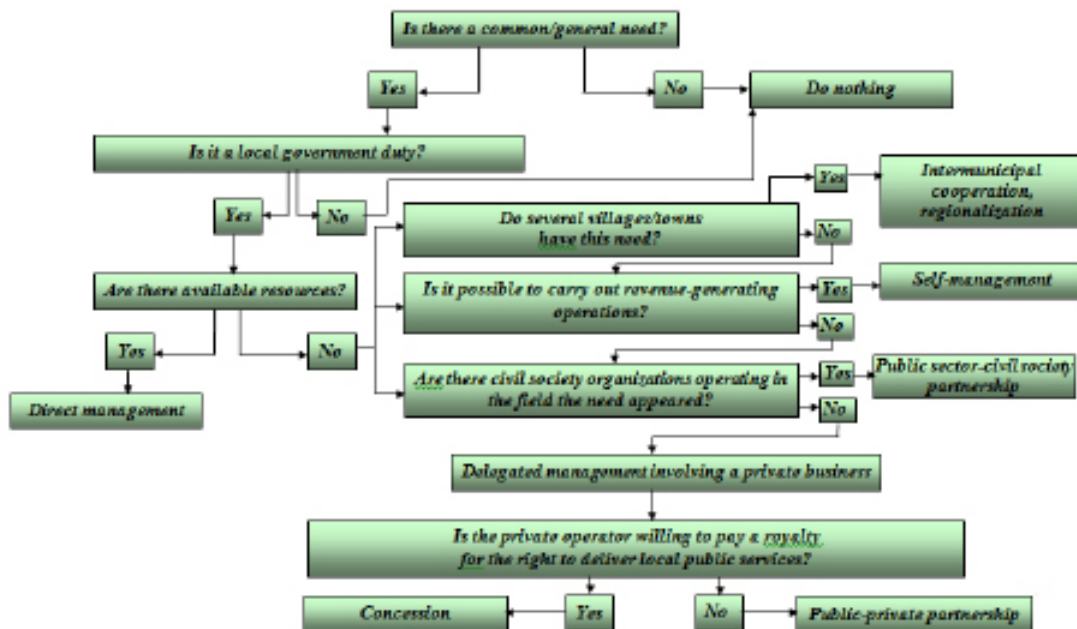 Is there a common/general need?
Yes
No
Do nothing
Is it a local government duty?
Yes
No
Do several villages/towns
have this need?
Yes
Intermunicipal
cooperation,
regionalization
No
Are there available resources?
Is it possible to carry out revenue-generating
operations?
Yes
Self-management
No
Yes
No
Are there civil society organizations operating in
the field the need appeared?
Yes
Public sector-civil society
partnership
No
Direct management
Delegated management involving a private business
Is the private operator willing to pay a royalty
for the right to deliver local public services?
Concession
Yes
No
Public-private partnership